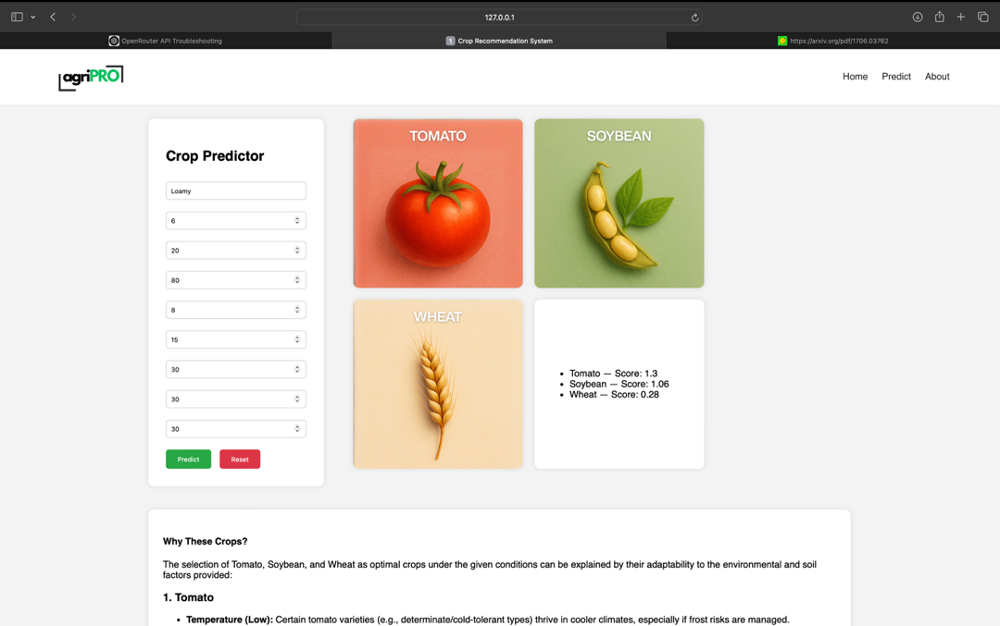 127.0.0.1
OpenRouter API Troubleshooting
1 Crop Recommendation System
https://arxiv.org/pdf/1706.03762
agriPRO
Home Predict About
Crop Predictor
Loamy
6
20
80
8
15
30
30
30
Predict Reset
TOMATO
SOYBEAN
WHEAT
• Tomato — Score: 1.3
• Soybean — Score: 1.06
• Wheat — Score: 0.28
Why These Crops?
The selection of Tomato, Soybean, and Wheat as optimal crops under the given conditions can be explained by their adaptability to the environmental and soil
factors provided:
1. Tomato
• Temperature (Low): Certain tomato varieties (e.g., determinate/cold-tolerant types) thrive in cooler climates, especially if frost risks are managed.